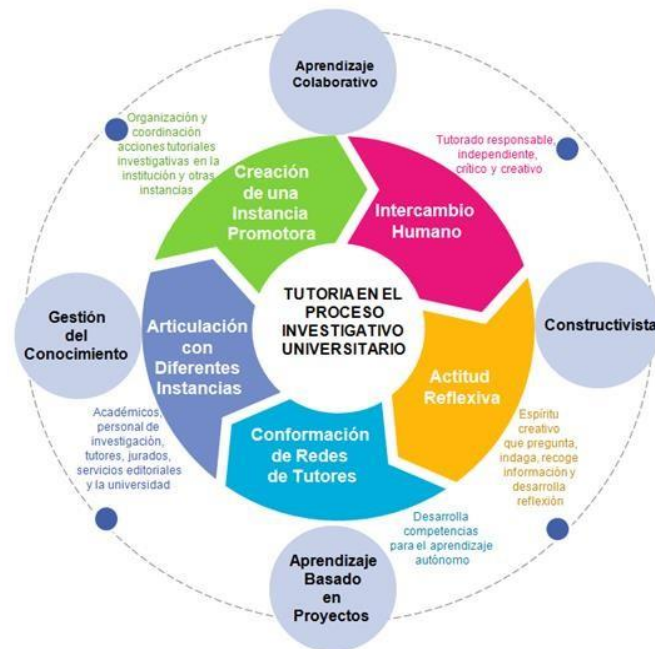 Aprendizaje
Colaborativo
Organización y
coordinación
acciones tutoriales
investigativas en la
institución y otras
instancias
Tutorado responsable,
independiente,
crítico y creativo
Creación
de una
Instancia
Promotora
Intercambio
Humano
TUTORIA EN EL
PROCESO
INVESTIGATIVO
UNIVERSITARIO
Gestión
del
Conocimiento
Articulación
con
Diferentes
Instancias
Constructivista
Actitud
Reflexiva
Académicos,
personal de
investigación,
tutores, jurados,
servicios editoriales
y la universidad
Conformación
de Redes
de Tutores
Espíritu
creativo
que pregunta,
indaga, recoge
información y
desarrolla
reflexión
Desarrolla
competencias
para el aprendizaje
autónomo
Aprendizaje
Basado
en
Proyectos